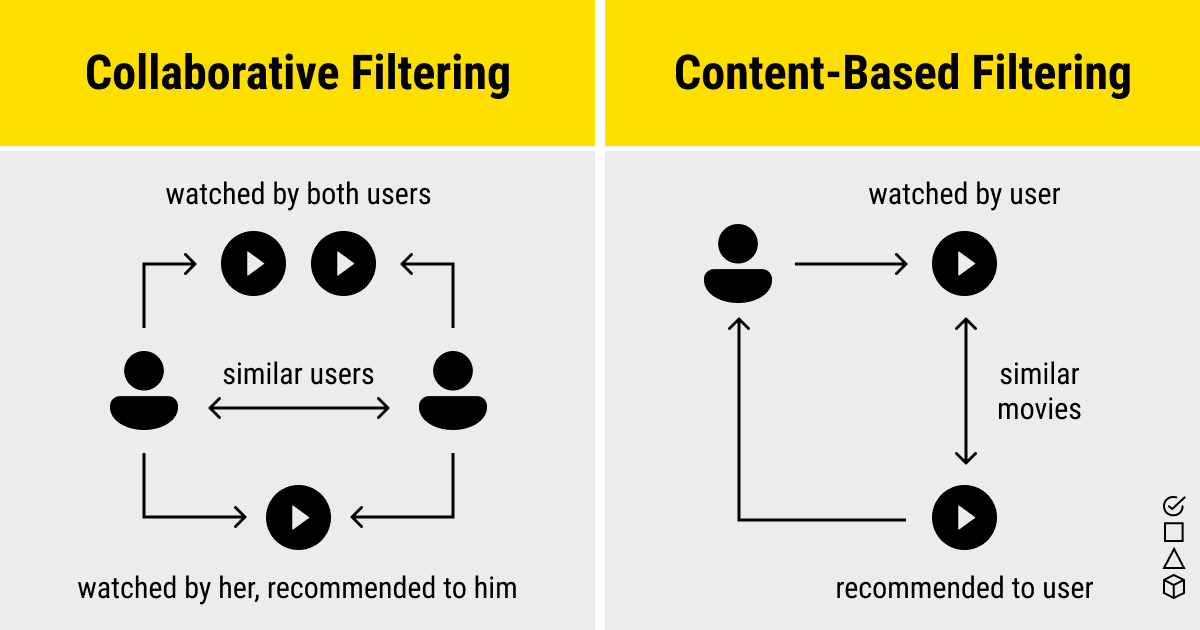 Collaborative Filtering
watched by both users
similar users
watched by her, recommended to him
Content-Based Filtering
watched by user
similar
movies
recommended to user